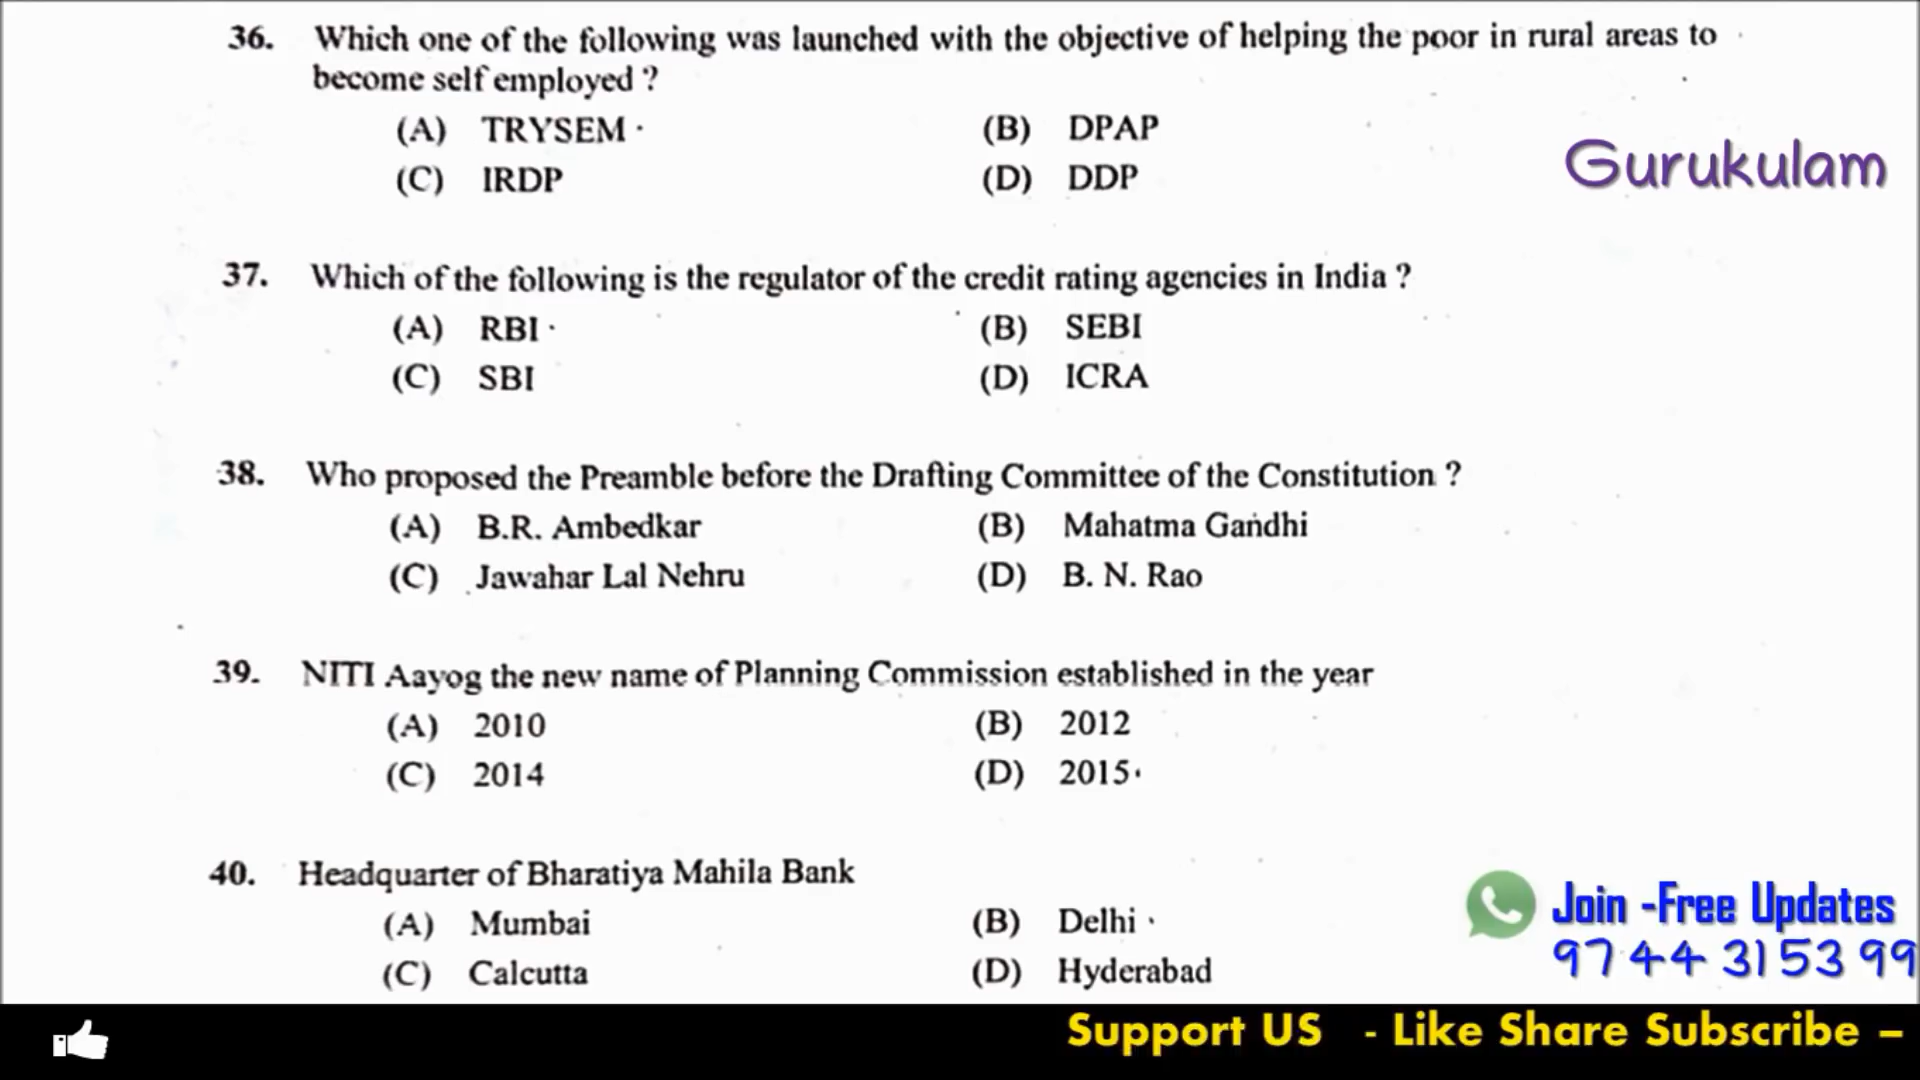 36. Which one of the following was launched with the objective of helping the poor in rural areas to
become self employed ?
(A) TRYSEM (B) DPAP
(C) IRDP (D) DDP
Gurukulam
37. Which of the following is the regulator of the credit rating agencies in India ?
(A) RBI (B) SEBI
(C) SBI (D) ICRA
38. Who proposed the Preamble before the Drafting Committee of the Constitution ?
(A) B.R. Ambedkar (B) Mahatma Gandhi
(C) Jawahar Lal Nehru (D) B. N. Rao
39. NITI Aayog the new name of Planning Commission established in the year
(A) 2010 (B) 2012
(C) 2014 (D) 2015
40. Headquarter of Bharatiya Mahila Bank
(A) Mumbai (B) Delhi
(C) Calcutta (D) Hyderabad
Join -Free Updates
97 44 31 53 99
Support US - Like Share Subscribe –